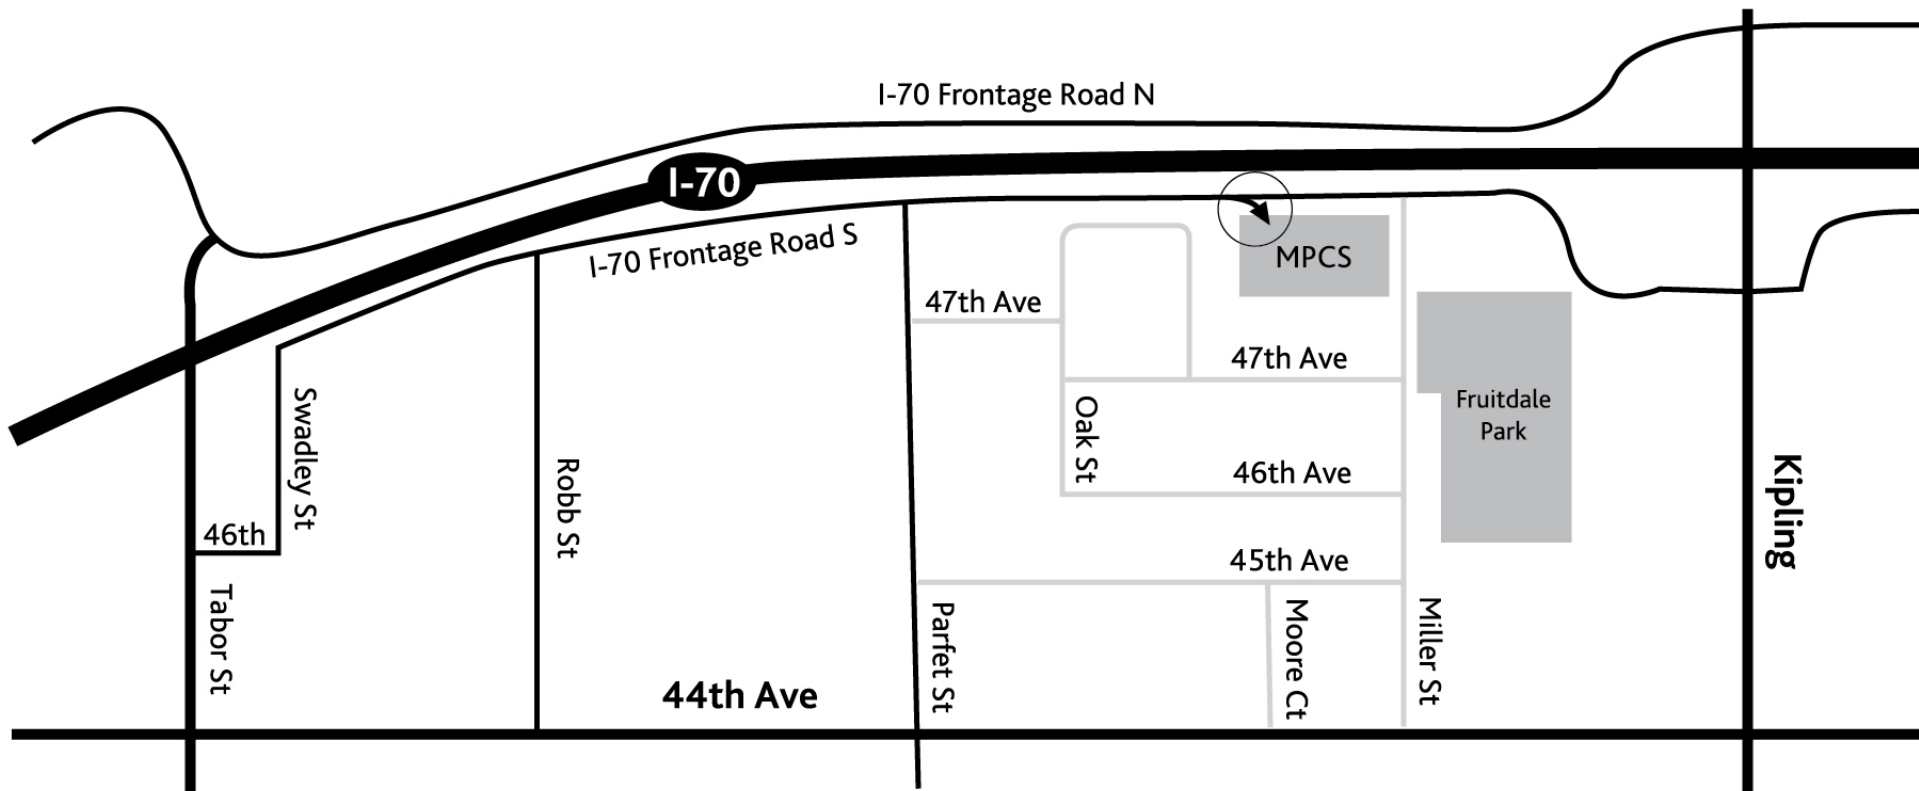 I-70 Frontage Road N
I-70
I-70 Frontage Road S
MPCS
47th Ave
47th Ave
Swadley St
Oak St
Fruitdale
Park
46th Ave
Robb St
Kipling
46th
45th Ave
Tabor St
Parfet St
Moore Ct
Miller St
44th Ave